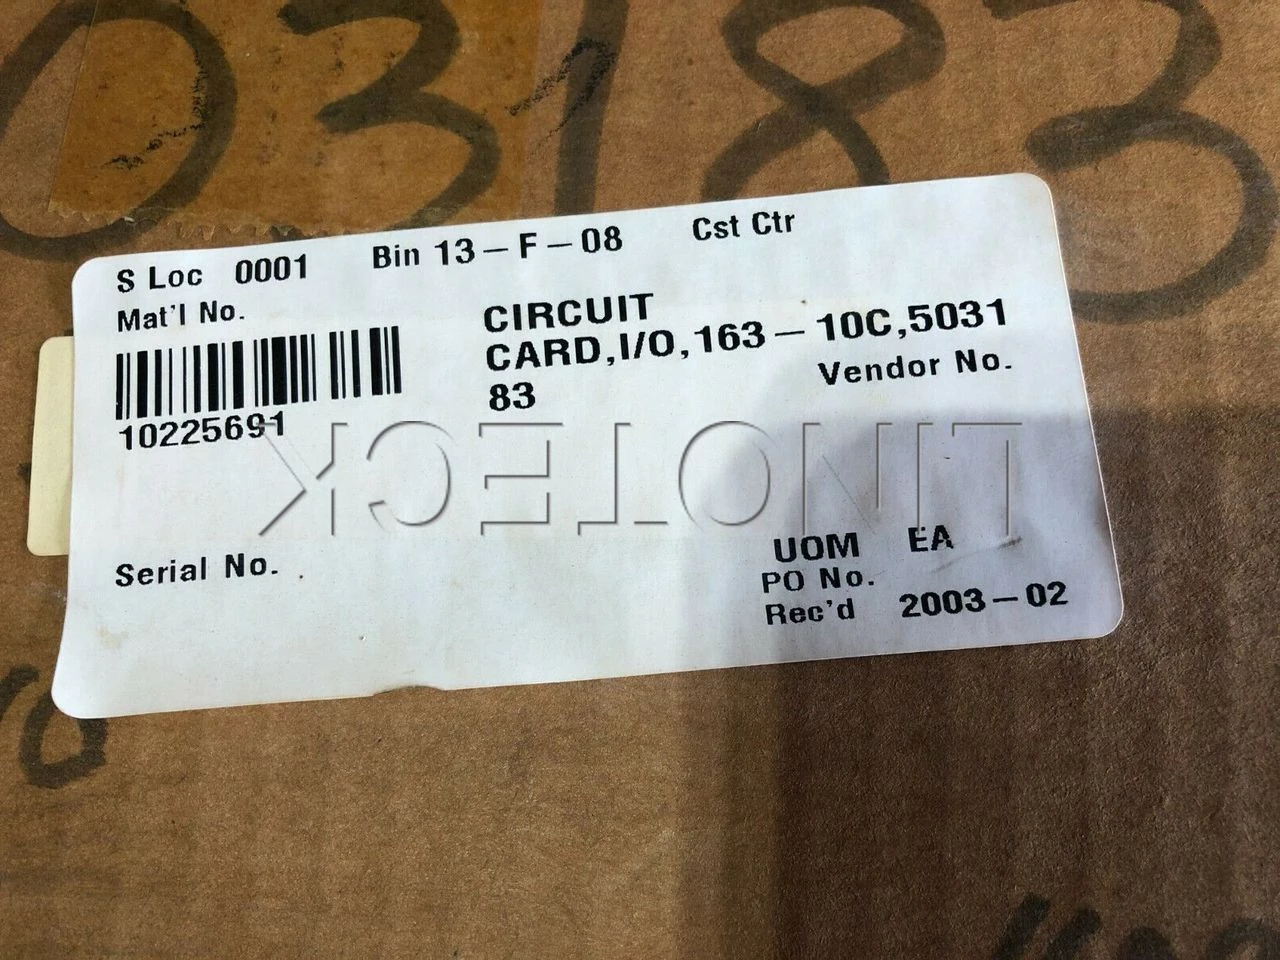 03183
S Loc 0001 Bin 13-F-08 Cst Ctr
Mat'l No.
CIRCUIT
CARD,I/O,163-10C,5031
83
Vendor No.
10225691
LINOTECK
UOM EA
Serial No.
PO No.
Rec'd 2003-02